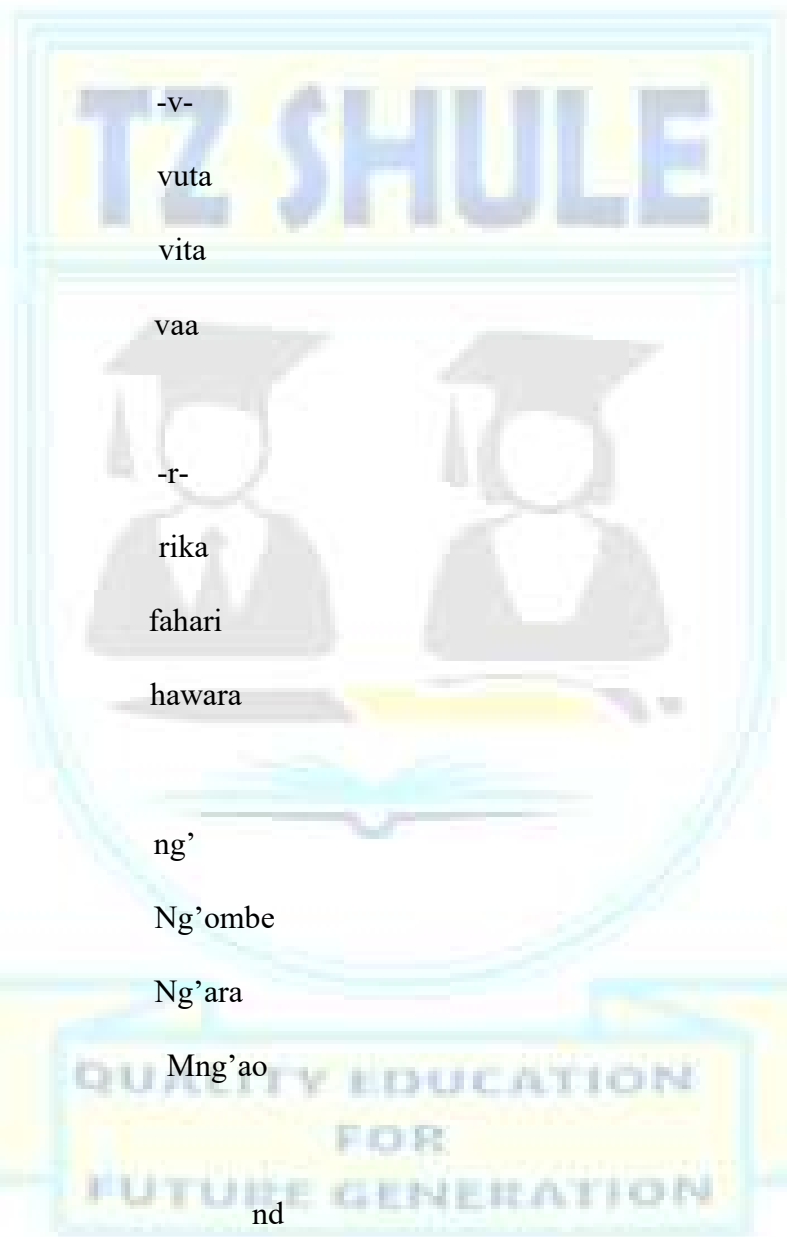 TZ SHULE
-v-
vuta
vita
vaa
-r-
rika
fahari
hawara
ng’
Ng’ombe
Ng’ara
Mng’ao
QUALITY EDUCATION
FOR
FUTURE GENERATION
nd